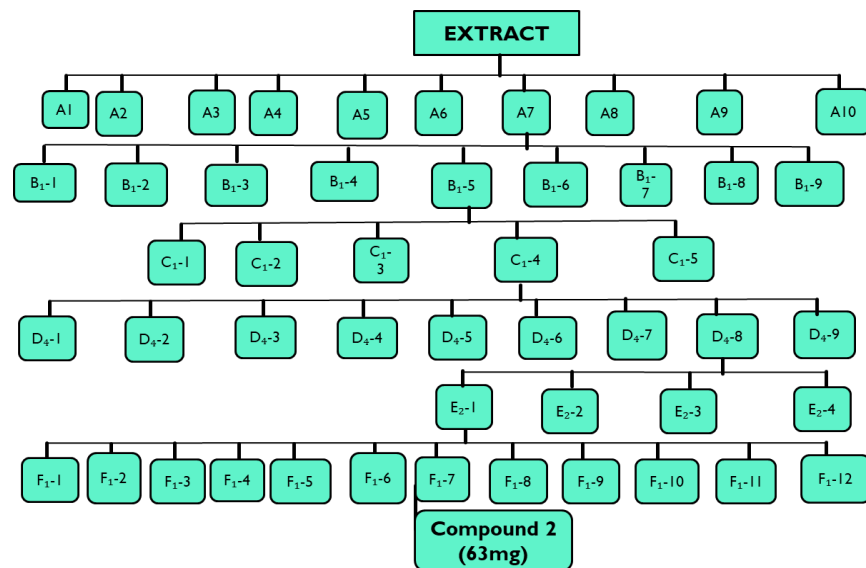 EXTRACT
A1 A2 A3 A4 A5 A6 A7 A8 A9 A10
B₁-1 B₁-2 B₁-3 B₁-4 B₁-5 B₁-6 B₁-7 B₁-8 B₁-9
C₁-1 C₁-2 C₁-3 C₁-4 C₁-5
D₄-1 D₄-2 D₄-3 D₄-4 D₄-5 D₄-6 D₄-7 D₄-8 D₄-9
E₂-1 E₂-2 E₂-3 E₂-4
F₁-1 F₁-2 F₁-3 F₁-4 F₁-5 F₁-6 F₁-7 F₁-8 F₁-9 F₁-10 F₁-11 F₁-12
Compound 2
(63mg)